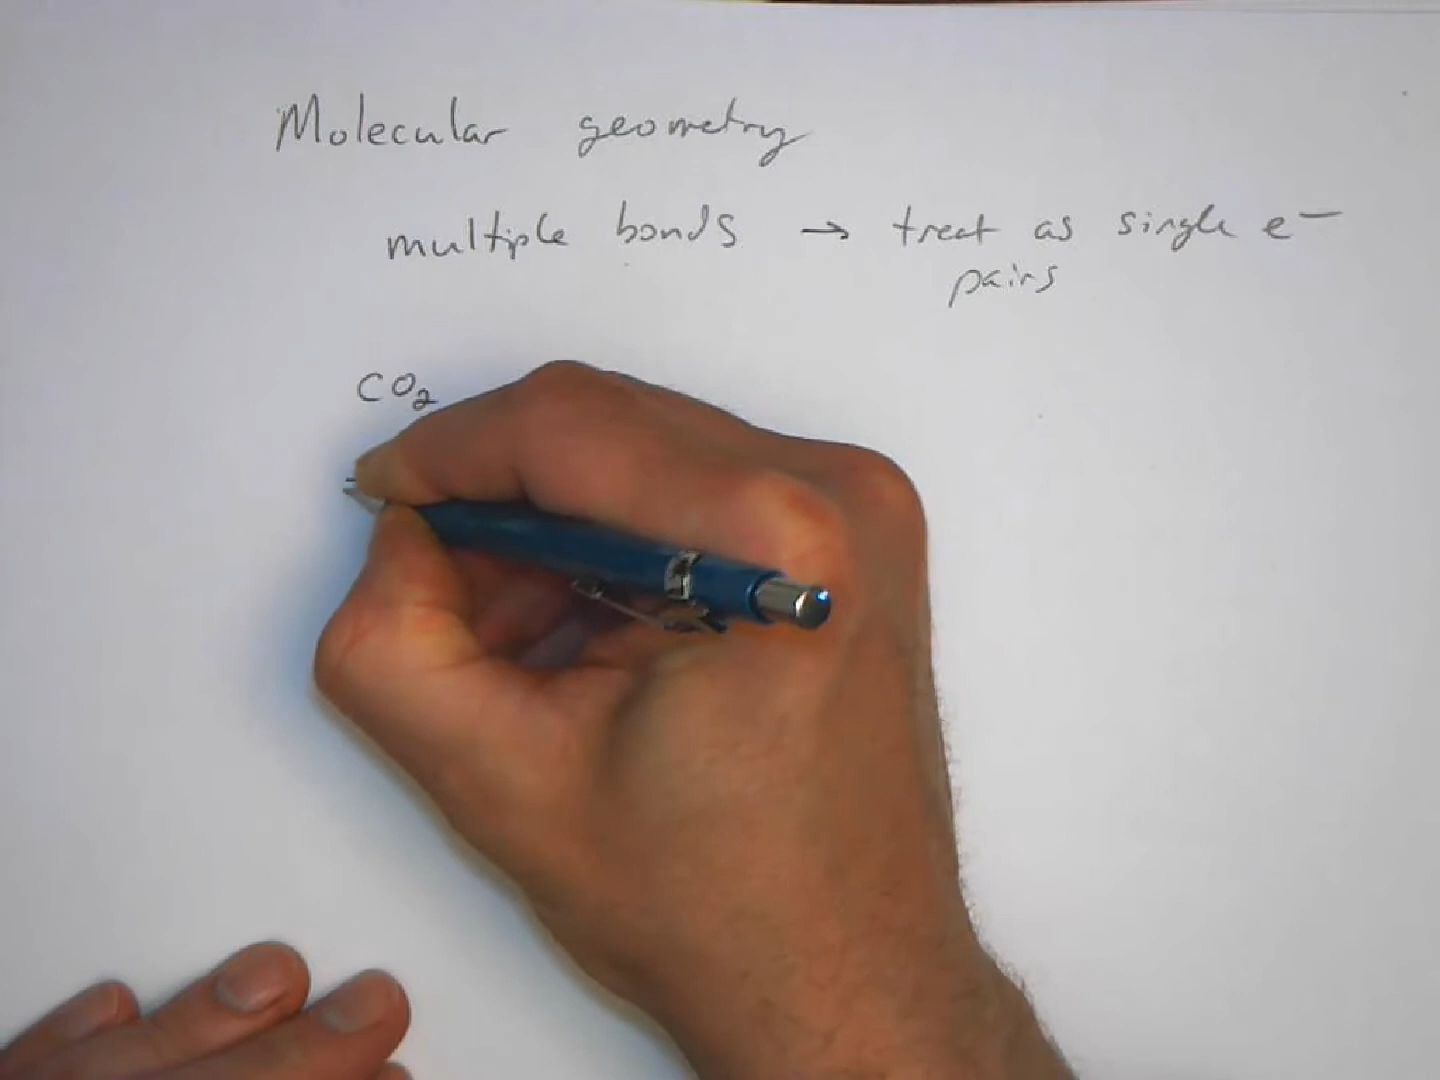 Molecular geometry
multiple bonds → treat as single e⁻
pairs
CO₂